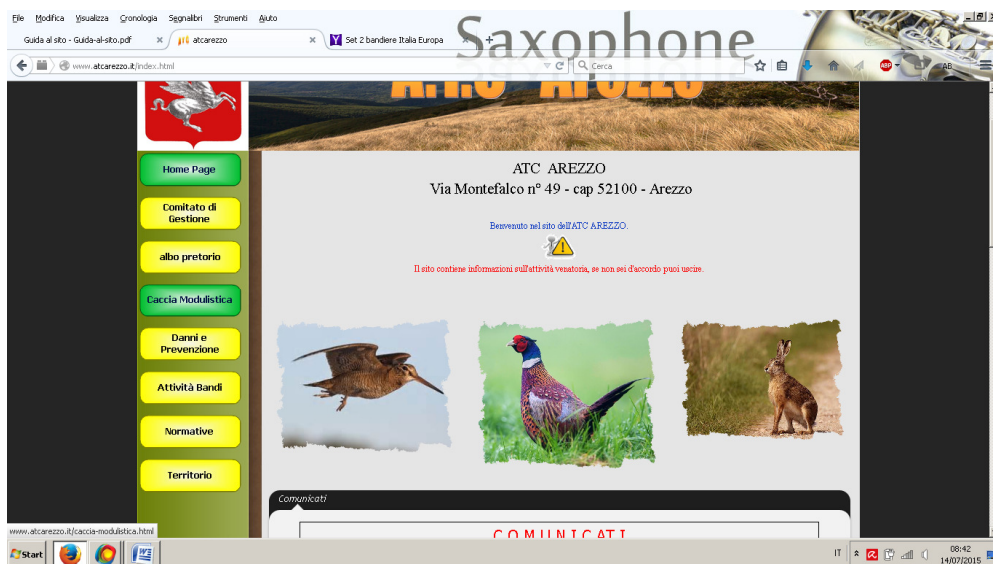 File Modifica Visualizza Cronologia Segnalibri Strumenti Aiuto
Saxophone
Guida al sito - Guida-al-sito.pdf
atcarezzo
Set 2 bandiere Italia Europa
www.atcarezzo.it/index.html
Cerca
ABP
AB
A.T.C AREZZO
Home Page
Comitato di
Gestione
albo pretorio
Caccia Modulistica
Danni e
Prevenzione
Attività Bandi
Normative
Territorio
ATC AREZZO
Via Montefalco n° 49 - cap 52100 - Arezzo
Benvenuto nel sito dell'ATC AREZZO.
Il sito contiene informazioni sull'attività venatoria, se non sei d'accordo puoi uscire.
Comunicati
COMUNICATI
www.atcarezzo.it/caccia-modulistica.html
Start
IT
08:42
14/07/2015